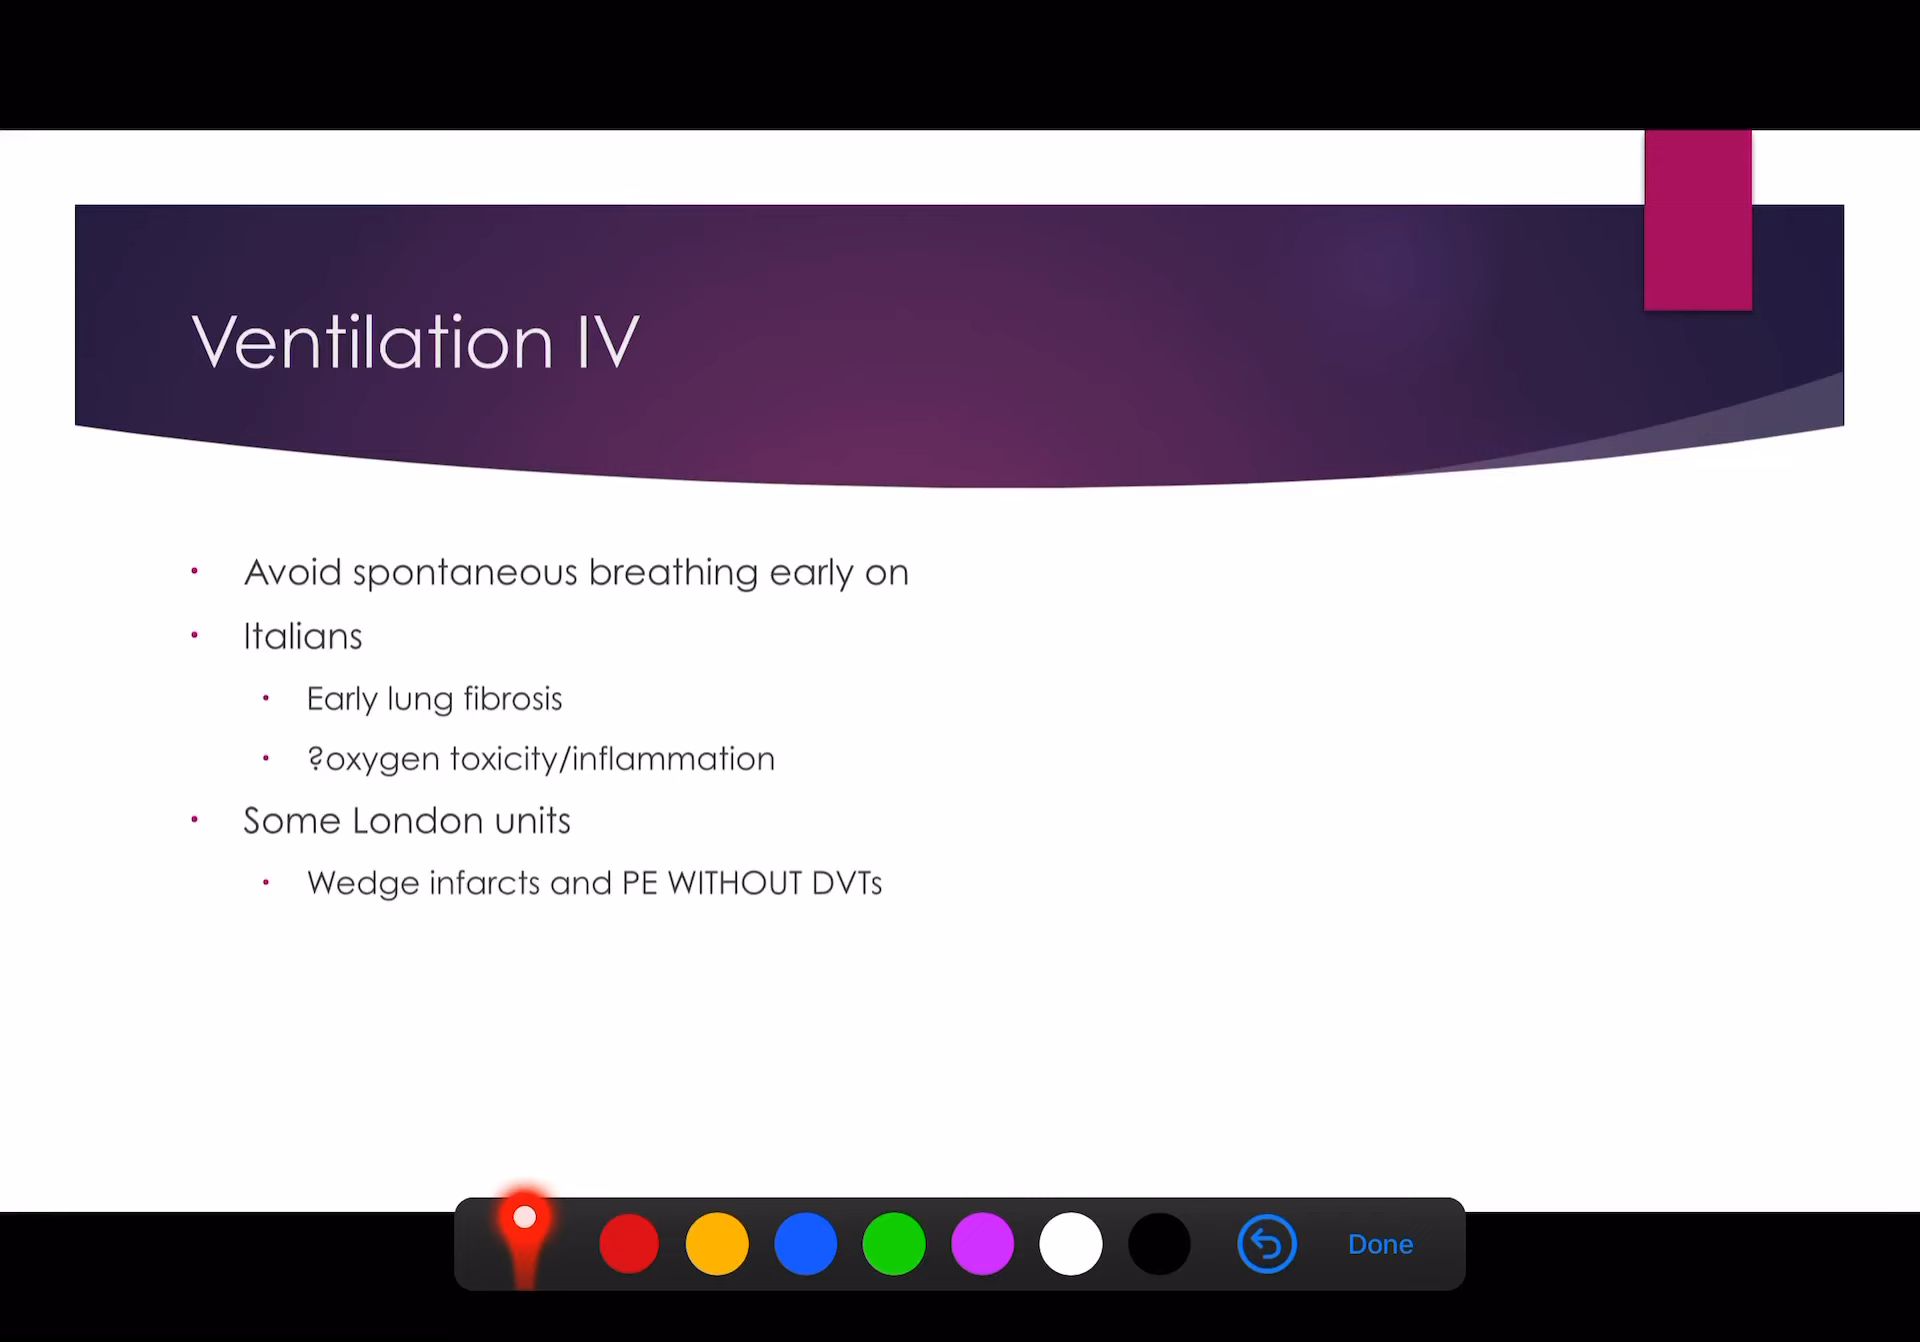 Ventilation IV
Avoid spontaneous breathing early on
Italians
Early lung fibrosis
?oxygen toxicity/inflammation
Some London units
Wedge infarcts and PE WITHOUT DVTs
Done